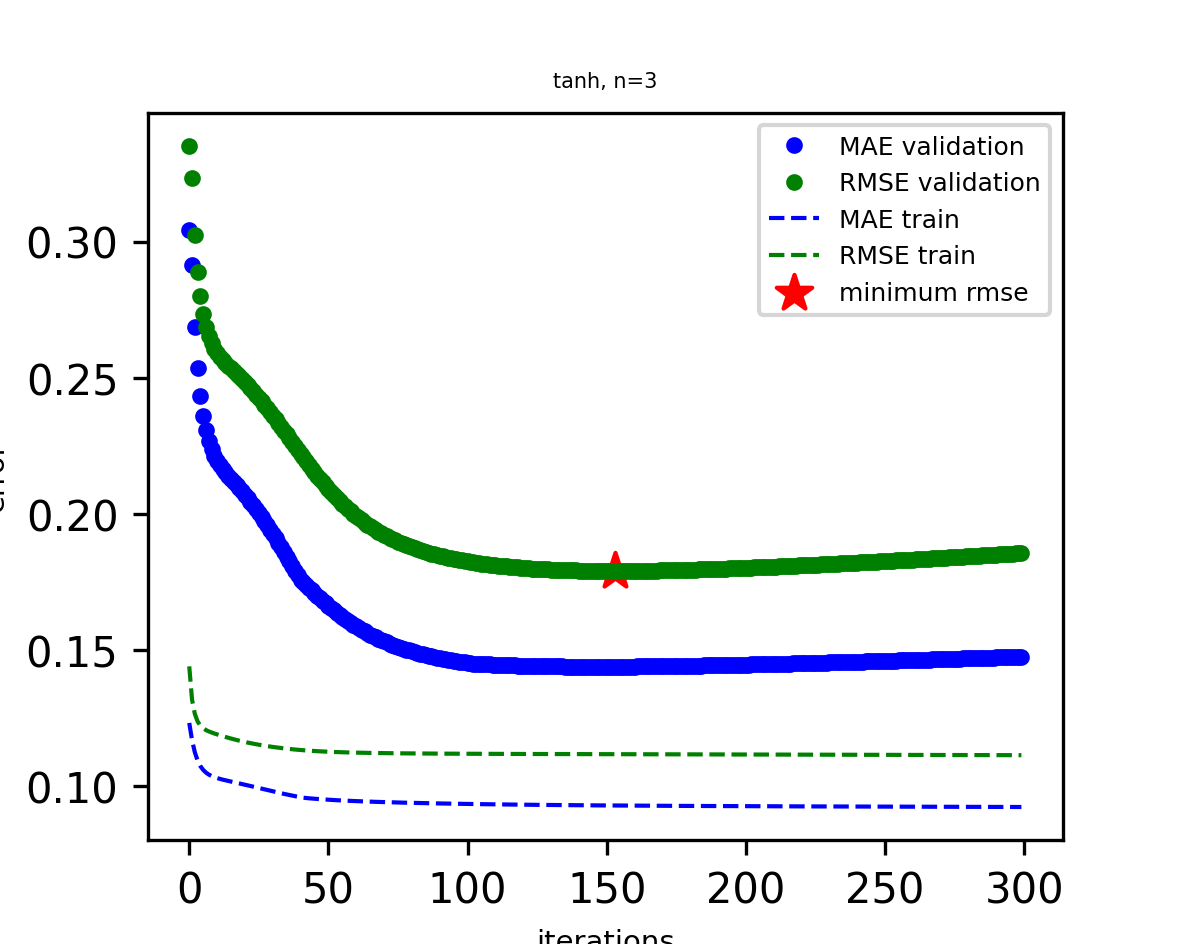 tanh, n=3
MAE validation
RMSE validation
MAE train
RMSE train
minimum rmse
0.30
0.25
0.20
0.15
0.10
0 50 100 150 200 250 300
iterations